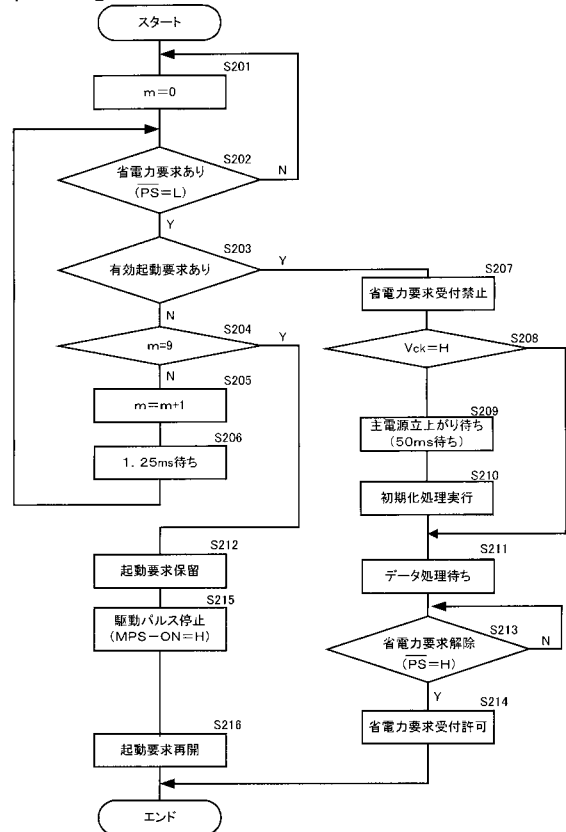 スタート
S201
m=0
S202
省電力要求あり
(PS=L)
N
Y
S203
有効起動要求あり
Y
N
S207
省電力要求受付禁止
S204
m=9
Y
N
S208
Vck=H
S205
m=m+1
S206
1. 25ms待ち
S209
主電源立上がり待ち
(50ms待ち)
S210
初期化処理実行
S212
起動要求保留
S211
データ処理待ち
S215
駆動パルス停止
(MPS-ON=H)
S213
省電力要求解除
(PS=H)
N
Y
S216
起動要求再開
S214
省電力要求受付許可
エンド